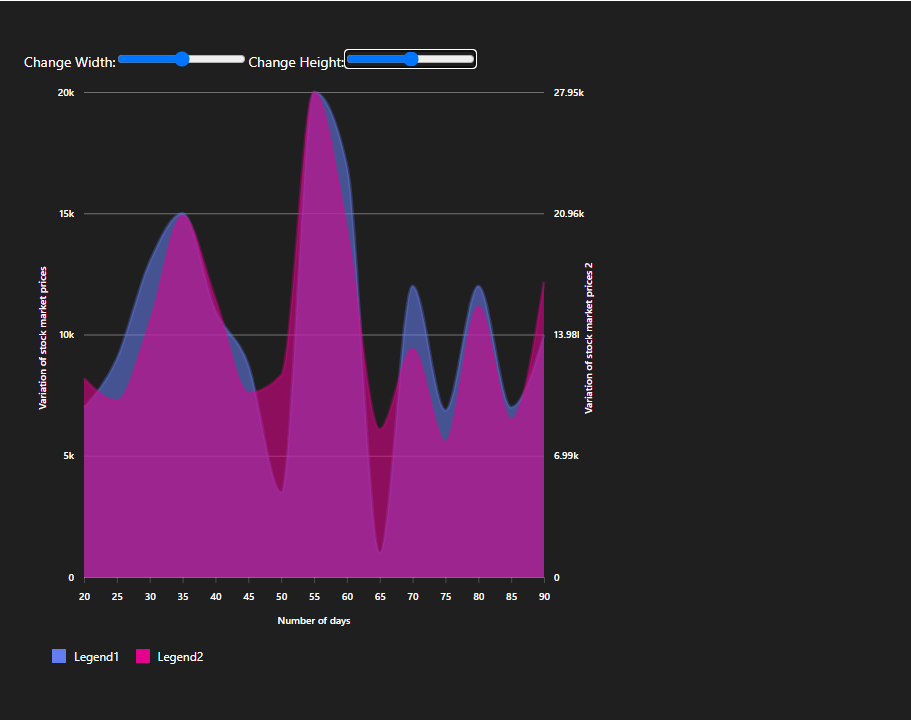 Change Width: Change Height:
20k 27.95k
15k 20.96k
Variation of stock market prices
Variation of stock market prices 2
10k 13.98
5k 6.99k
0 0
20 25 30 35 40 45 50 55 60 65 70 75 80 85 90
Number of days
Legend1 Legend2